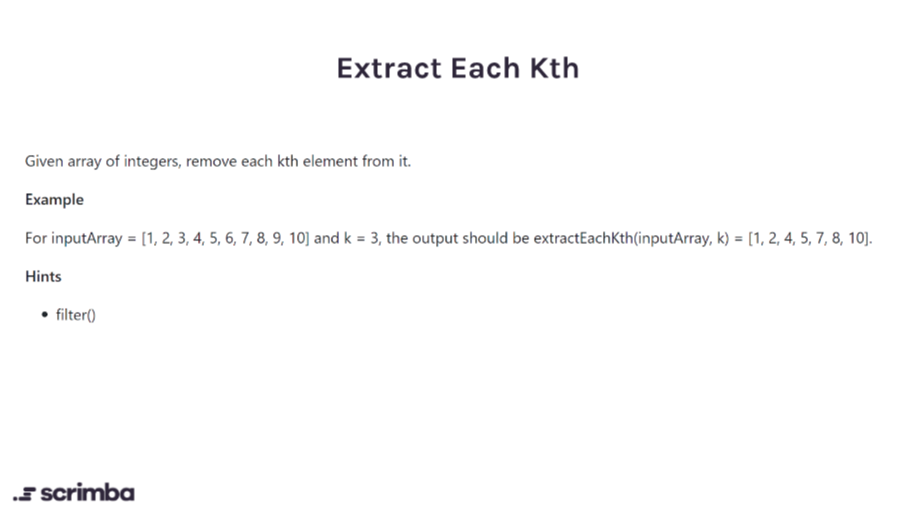 Extract Each Kth
Given array of integers, remove each kth element from it.
Example
For inputArray = [1, 2, 3, 4, 5, 6, 7, 8, 9, 10] and k = 3, the output should be extractEachKth(inputArray, k) = [1, 2, 4, 5, 7, 8, 10].
Hints
• filter()
scrimba